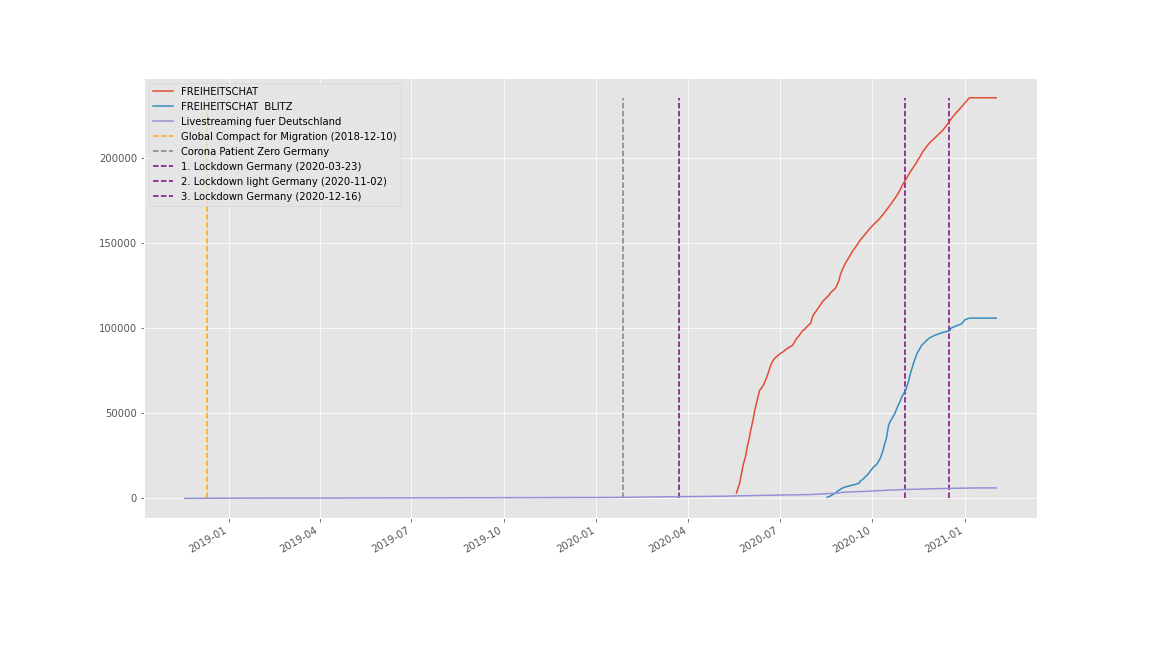 FREIHEITSCHAT
FREIHEITSCHAT  BLITZ
Livestreaming fuer Deutschland
Global Compact for Migration (2018-12-10)
Corona Patient Zero Germany
1. Lockdown Germany (2020-03-23)
2. Lockdown light Germany (2020-11-02)
3. Lockdown Germany (2020-12-16)
200000
150000
100000
50000
0
2019-01 2019-04 2019-07 2019-10 2020-01 2020-04 2020-07 2020-10 2021-01